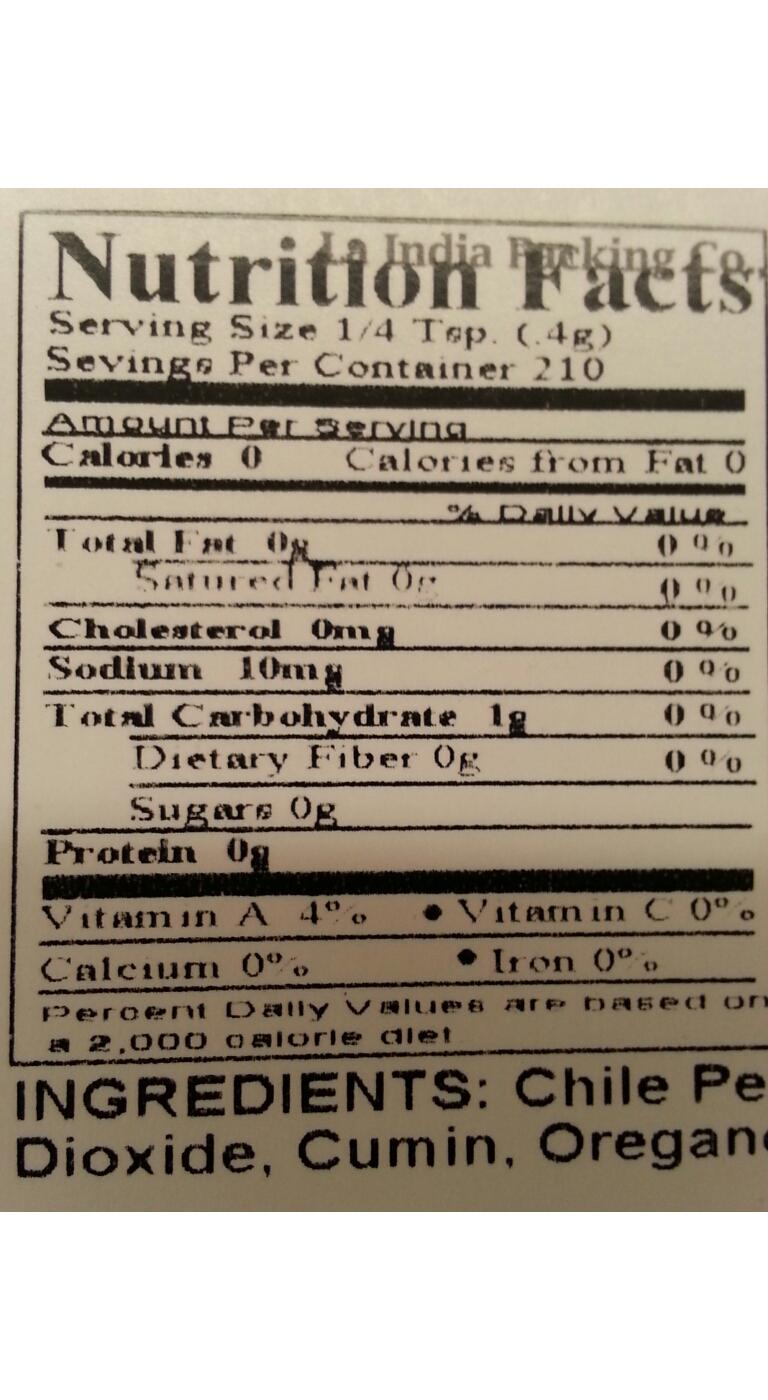 La India Packing Co.
Nutrition Facts
Serving Size 1/4 Tsp. (.4g)
Sevings Per Container 210
Amount Per Serving
Calories 0 Calories from Fat 0
% Daily Value
Total Fat 0g 0%
Satured Fat 0g 0%
Cholesterol 0mg 0%
Sodium 10mg 0%
Total Carbohydrate 1g 0%
Dietary Fiber 0g 0%
Sugars 0g
Protein 0g
Vitamin A 4% • Vitamin C 0%
Calcium 0% • Iron 0%
Percent Daily Values are based on
a 2,000 calorie diet
INGREDIENTS: Chile Pe
Dioxide, Cumin, Oregano